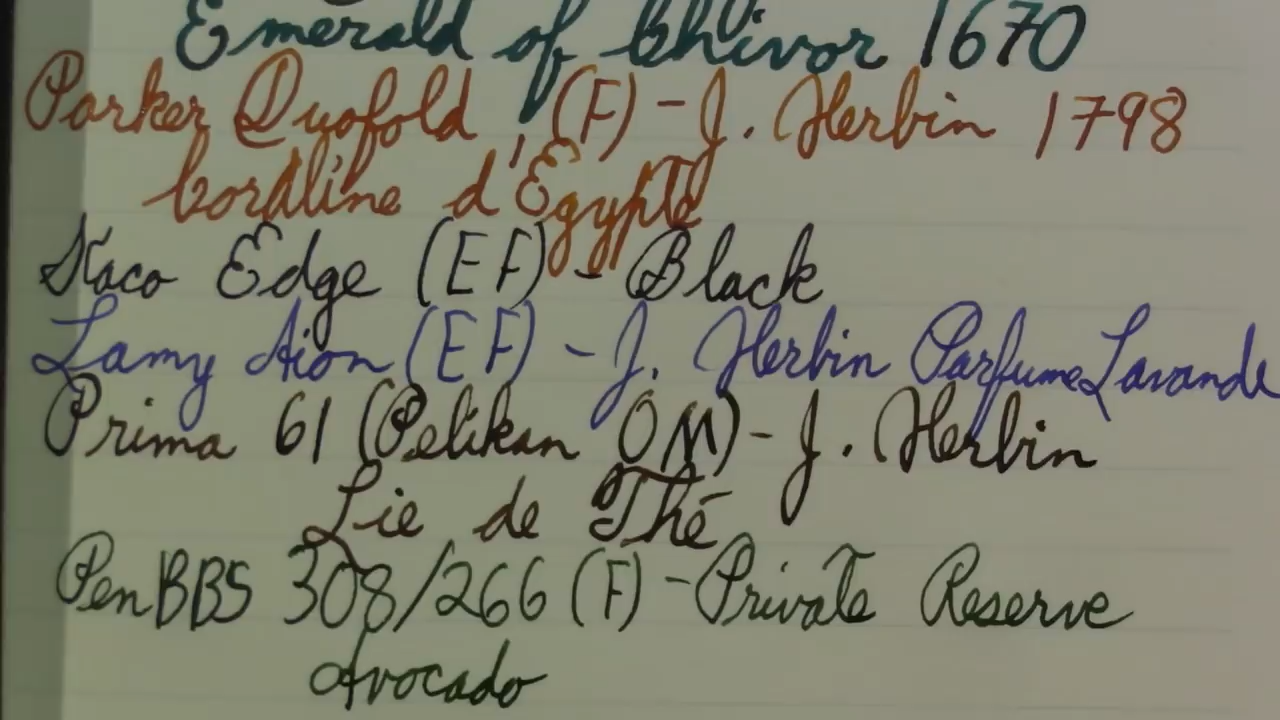 Emerald of Chivor 1670
Parker Duofold, (F) - J. Herbin 1798
Cornaline d'Egypte
Kaco Edge (EF) - Black
Lamy Aion (EF) - J. Herbin Parfume Lavande
Prima 61 (Pelikan OM) - J. Herbin
Lie de Thé
PenBBS 308/266 (F) - Private Reserve
Avocado